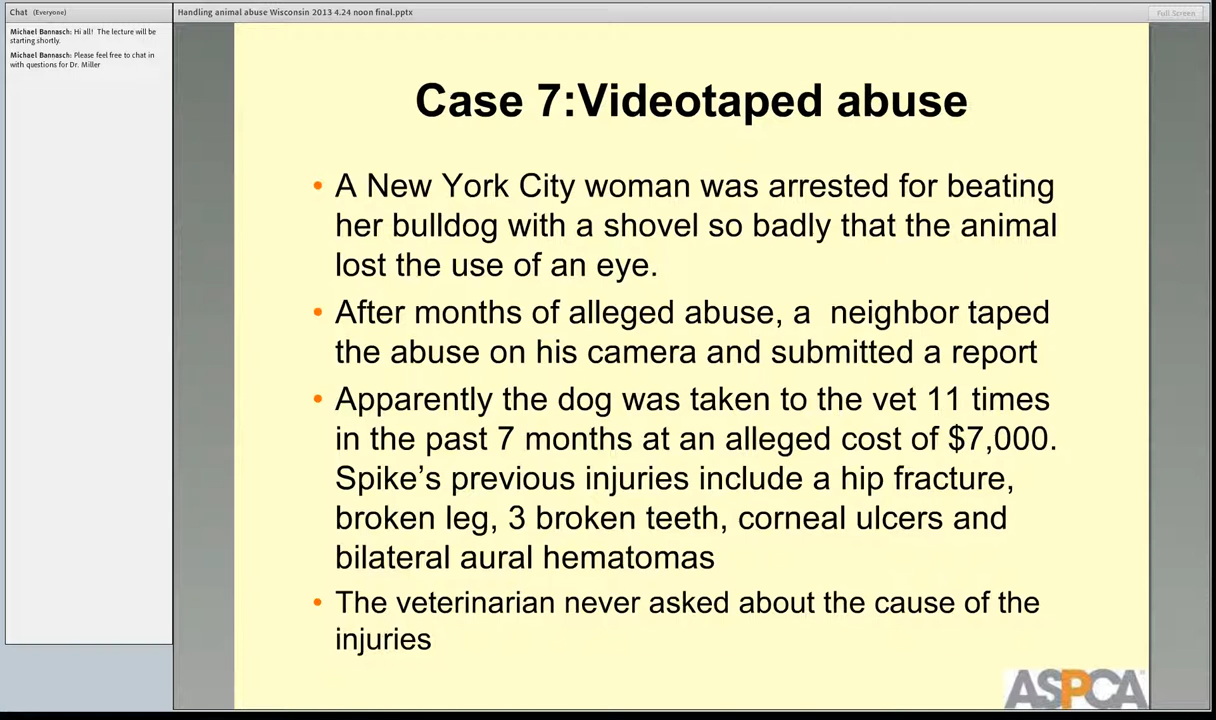 Chat (Everyone)
Handling animal abuse Wisconsin 2013 4.24 noon final.pptx
Full Screen
Michael Bannasch: Hi all! The lecture will be
starting shortly.
Michael Bannasch: Please feel free to chat in
with questions for Dr. Miller
Case 7:Videotaped abuse
• A New York City woman was arrested for beating
her bulldog with a shovel so badly that the animal
lost the use of an eye.
• After months of alleged abuse, a  neighbor taped
the abuse on his camera and submitted a report
• Apparently the dog was taken to the vet 11 times
in the past 7 months at an alleged cost of $7,000.
Spike’s previous injuries include a hip fracture,
broken leg, 3 broken teeth, corneal ulcers and
bilateral aural hematomas
• The veterinarian never asked about the cause of the
injuries
ASPCA